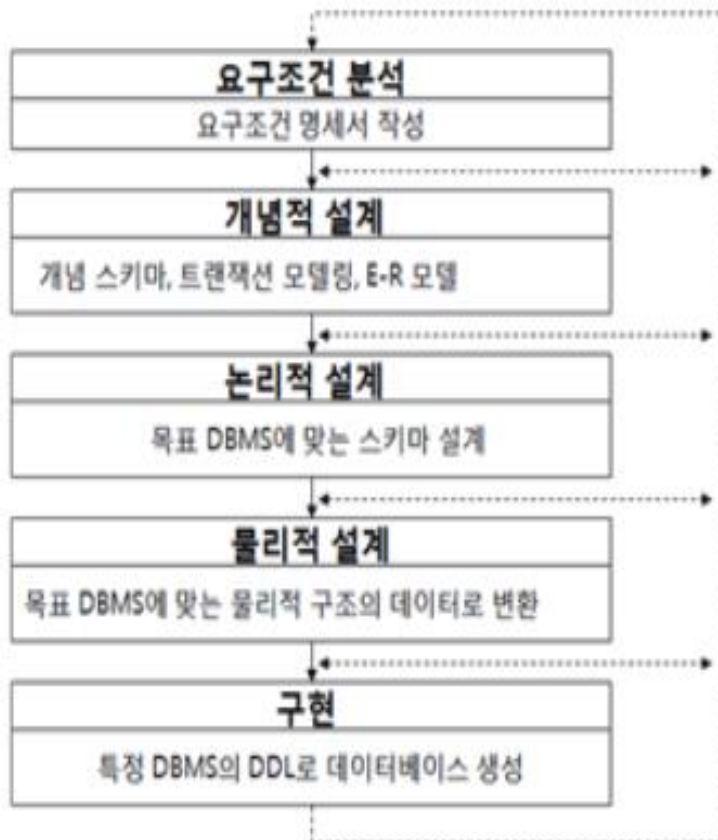 요구조건 분석
요구조건 명세서 작성
개념적 설계
개념 스키마, 트랜잭션 모델링, E-R 모델
논리적 설계
목표 DBMS에 맞는 스키마 설계
물리적 설계
목표 DBMS에 맞는 물리적 구조의 데이터로 변환
구현
특정 DBMS의 DDL로 데이터베이스 생성